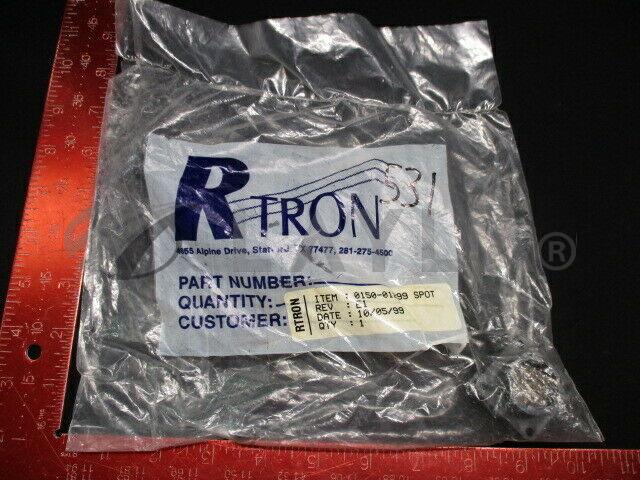 RTRON
531
4855 Alpine Drive, Stafford, TX 77477, 281-275-4500
PART NUMBER:
QUANTITY:
CUSTOMER:
RTRON
ITEM : 0150-01199 SPOT
REV : E1
DATE : 10/05/99
QTY : 1